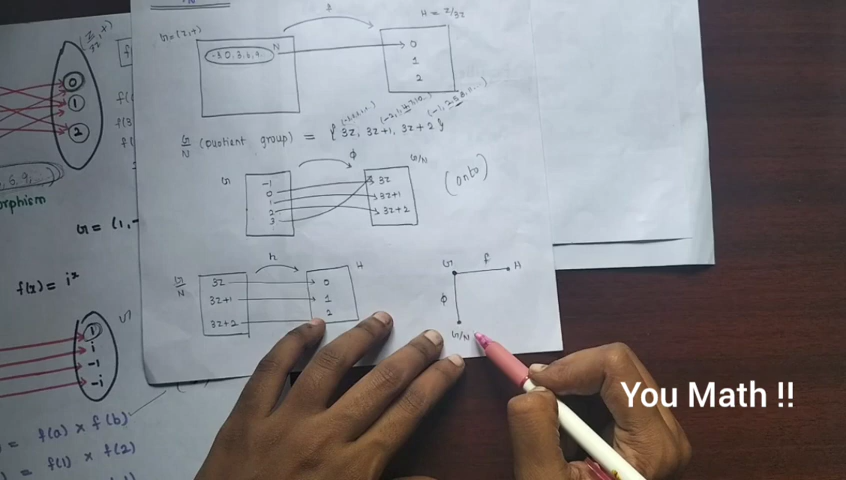 f
H = Z/3Z
G = (Z,+)
N
-3, 0, 3, 6, 9..
0
1
2
G/N (Quotient group) = { 3Z, 3Z+1, 3Z+2 }
ϕ
G
G/N
-1
0
1
2
3
3Z
3Z+1
3Z+2
(onto)
h
G/N
H
3Z
3Z+1
3Z+2
0
1
2
G
f
H
ϕ
G/N
0
1
2
6, 9, ..
orphism
G = (1, -
f(x) = i^x
1
i
-1
-i
= f(a) x f(b)
= f(1) x f(2)
You Math !!